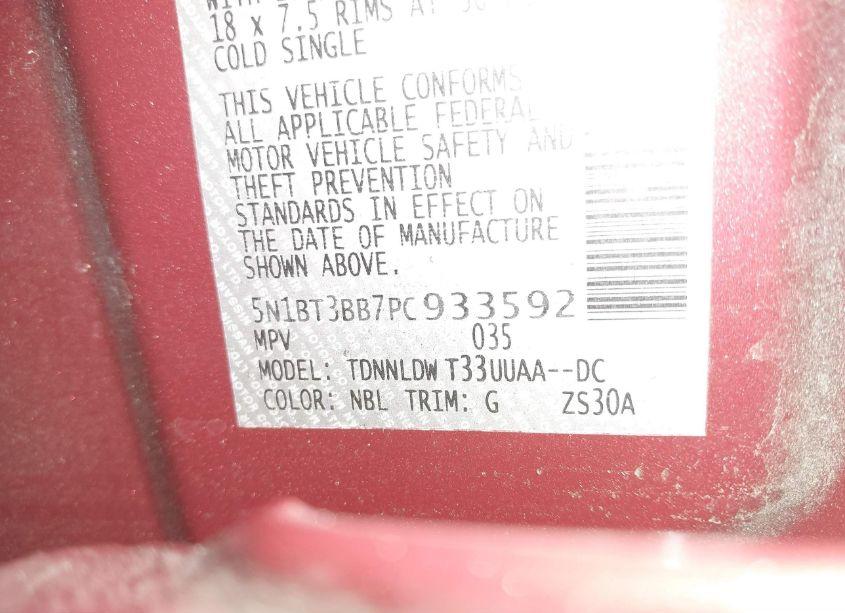 18 x 7.5 RIMS AT
COLD SINGLE
THIS VEHICLE CONFORMS
ALL APPLICABLE FEDERAL
MOTOR VEHICLE SAFETY AND
THEFT PREVENTION
STANDARDS IN EFFECT ON
THE DATE OF MANUFACTURE
SHOWN ABOVE.
5N1BT3BB7PC933592
MPV 035
MODEL: TDNNLDW T33UUAA--DC
COLOR: NBL TRIM: G ZS30A